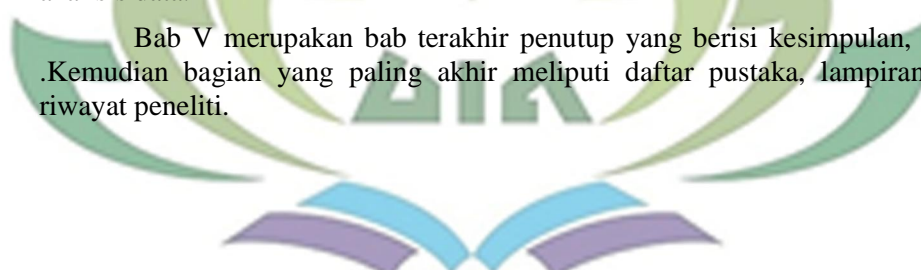 Bab V merupakan bab terakhir penutup yang berisi kesimpulan,
.Kemudian bagian yang paling akhir meliputi daftar pustaka, lampiran
riwayat peneliti.